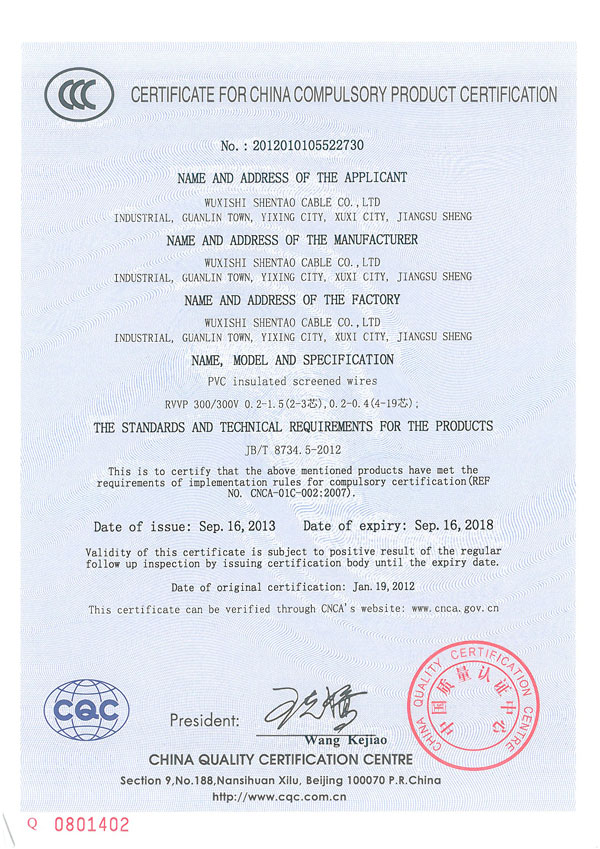 CERTIFICATE FOR CHINA COMPULSORY PRODUCT CERTIFICATION
No.: 2012010105522730
NAME AND ADDRESS OF THE APPLICANT
WUXISHI SHENTAO CABLE CO.,LTD
INDUSTRIAL, GUANLIN TOWN, YIXING CITY, XUXI CITY, JIANGSU SHENG
NAME AND ADDRESS OF THE MANUFACTURER
WUXISHI SHENTAO CABLE CO.,LTD
INDUSTRIAL, GUANLIN TOWN, YIXING CITY, XUXI CITY, JIANGSU SHENG
NAME AND ADDRESS OF THE FACTORY
WUXISHI SHENTAO CABLE CO.,LTD
INDUSTRIAL, GUANLIN TOWN, YIXING CITY, XUXI CITY, JIANGSU SHENG
NAME, MODEL AND SPECIFICATION
PVC insulated screened wires
RVVP 300/300V 0.2-1.5(2-3芯),0.2-0.4(4-19芯);
THE STANDARDS AND TECHNICAL REQUIREMENTS FOR THE PRODUCTS
JB/T 8734.5-2012
This is to certify that the above mentioned products have met the
requirements of implementation rules for compulsory certification(REF
NO. CNCA-01C-002:2007).
Date of issue: Sep.16,2013 Date of expiry: Sep.16,2018
Validity of this certificate is subject to positive result of the regular
follow up inspection by issuing certification body until the expiry date.
Date of original certification: Jan.19,2012
This certificate can be verified through CNCA's website: www.cnca.gov.cn
CQC
President: 王克娇
Wang Kejiao
CHINA QUALITY CERTIFICATION CENTRE
中国质量认证中心
CHINA QUALITY CERTIFICATION CENTRE
Section 9,No.188,Nansihuan Xilu, Beijing 100070 P.R.China
http://www.cqc.com.cn
Q 0801402